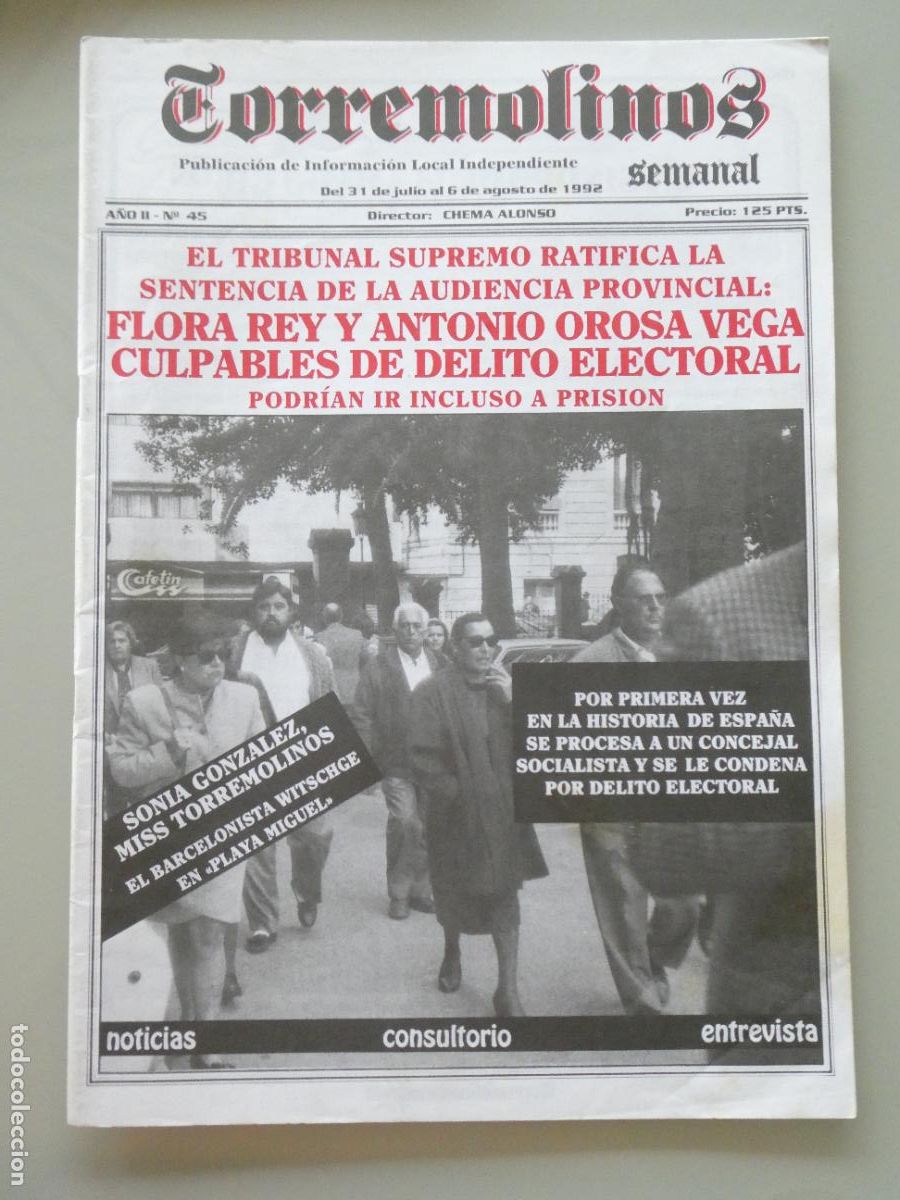 Torremolinos
Publicación de Información Local Independiente
semanal
Del 31 de julio al 6 de agosto de 1992
AÑO II - Nº 45
Director: CHEMA ALONSO
Precio: 125 PTS.
EL TRIBUNAL SUPREMO RATIFICA LA
SENTENCIA DE LA AUDIENCIA PROVINCIAL:
FLORA REY Y ANTONIO OROSA VEGA
CULPABLES DE DELITO ELECTORAL
PODRÍAN IR INCLUSO A PRISION
Cafetin
SONIA GONZALEZ,
MISS TORREMOLINOS
EL BARCELONISTA WITSCHGE
EN «PLAYA MIGUEL»
POR PRIMERA VEZ
EN LA HISTORIA DE ESPAÑA
SE PROCESA A UN CONCEJAL
SOCIALISTA Y SE LE CONDENA
POR DELITO ELECTORAL
noticias
consultorio
entrevista
todocoleccion.net